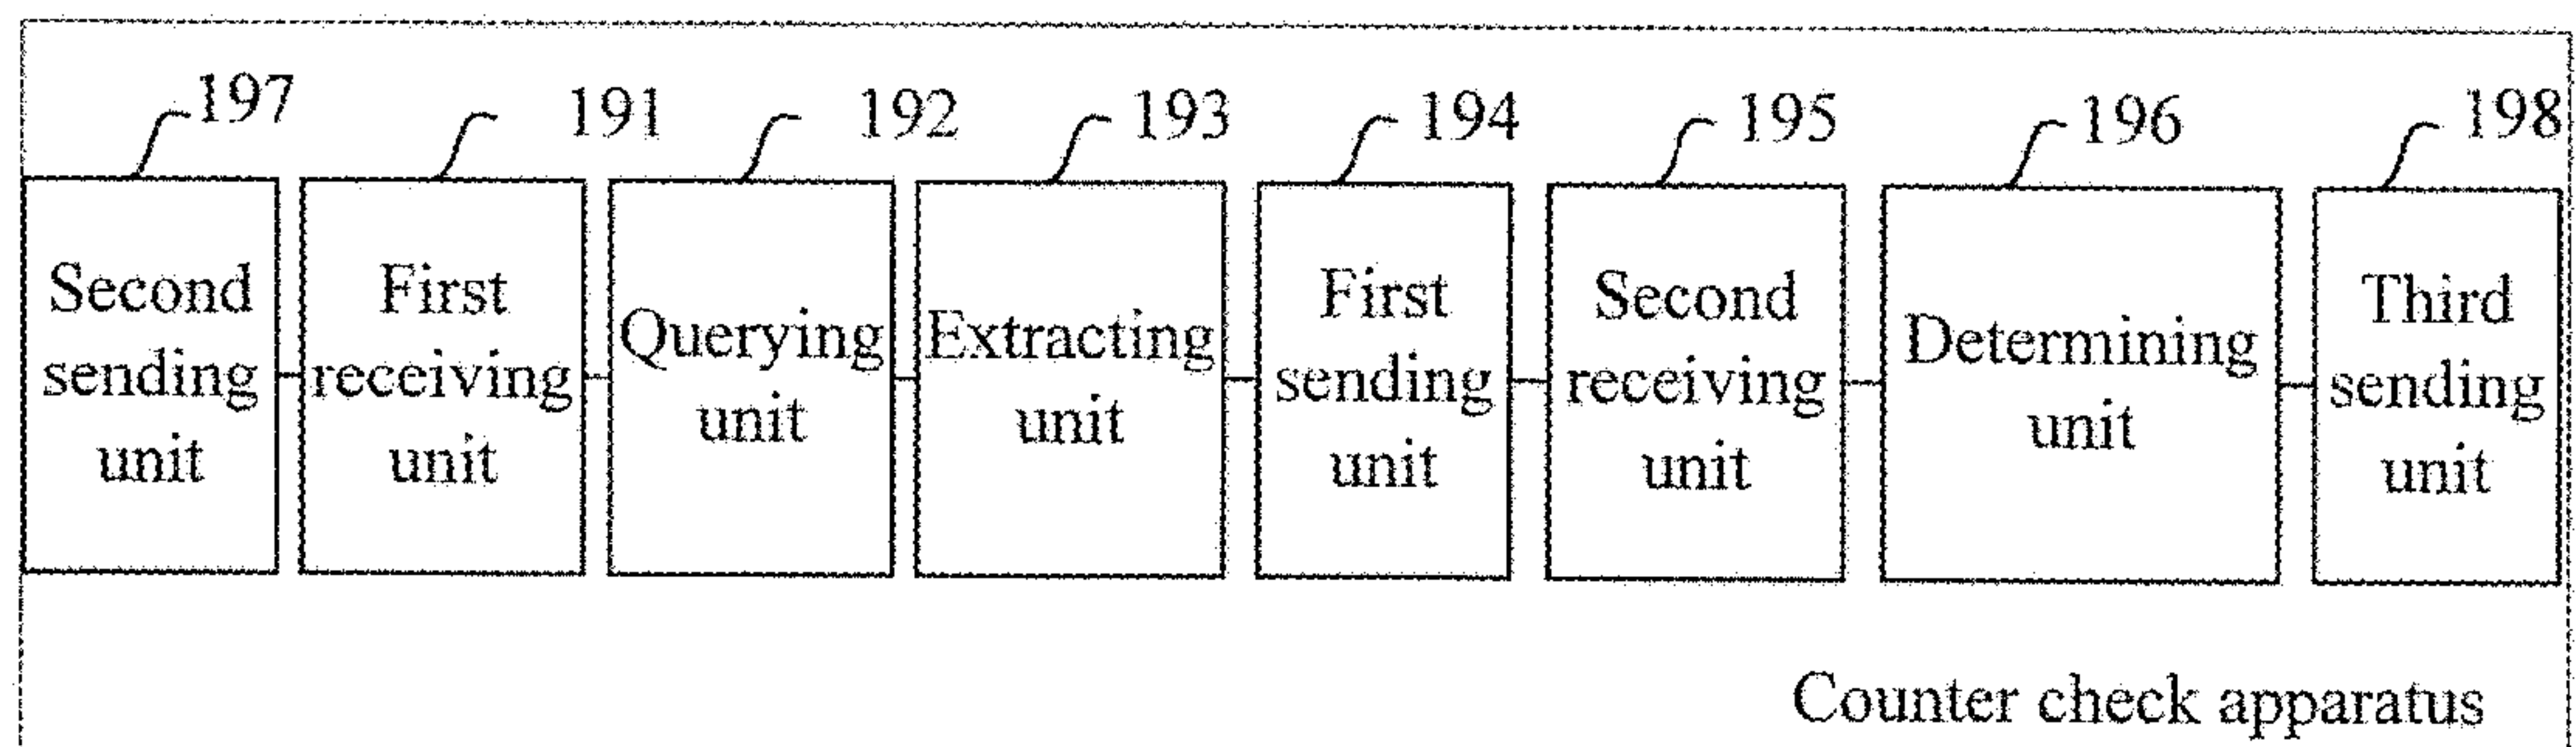 197
191
192
193
194
195
196
198
Second
sending
unit
First
receiving
unit
Querying
unit
Extracting
unit
First
sending
unit
Second
receiving
unit
Determining
unit
Third
sending
unit
Counter check apparatus